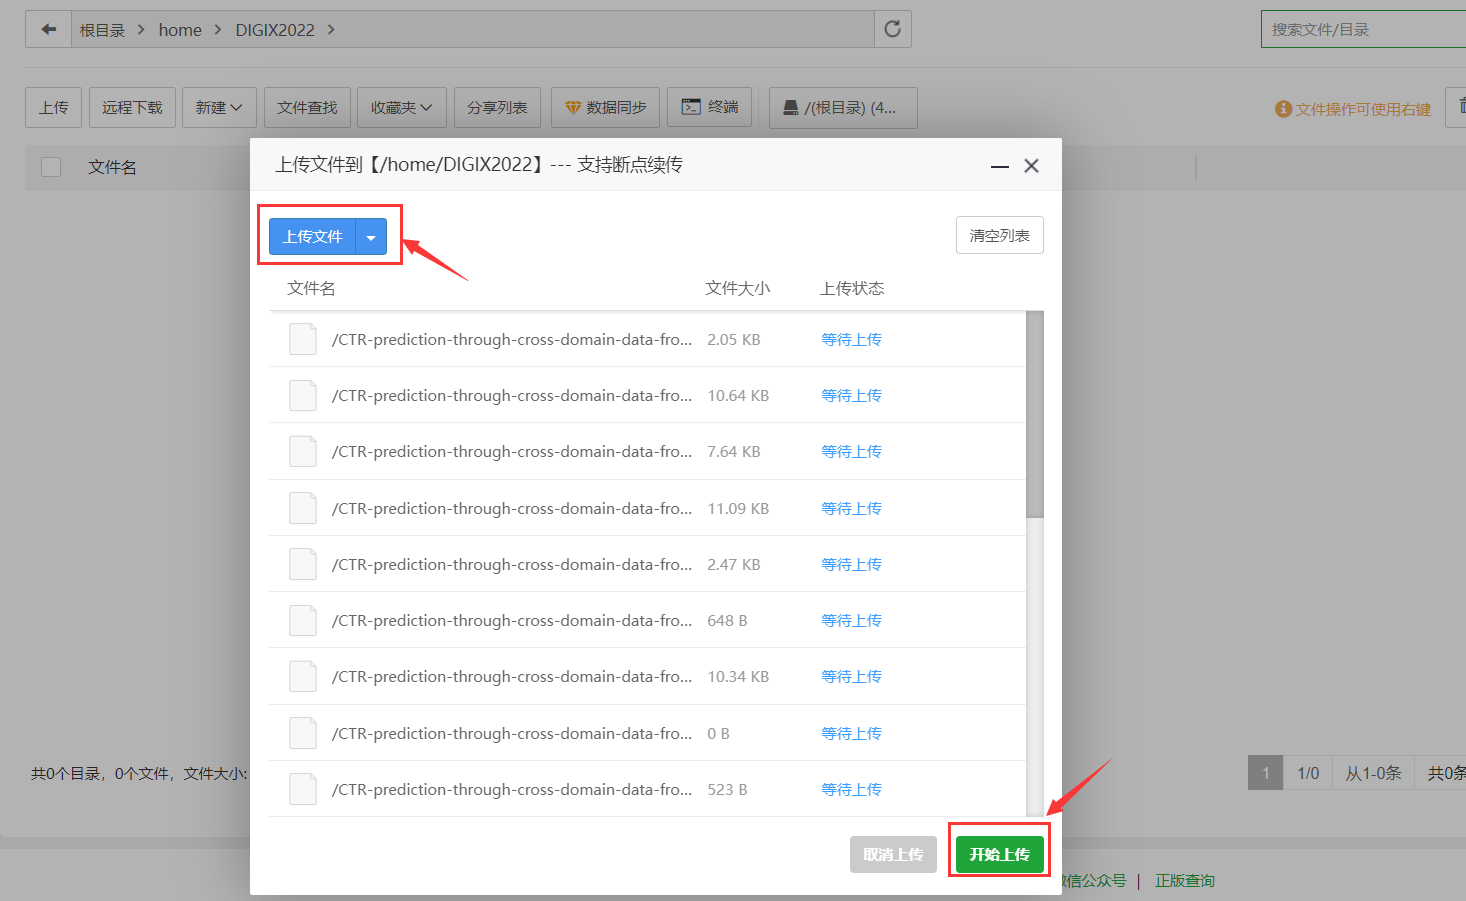 根目录 > home > DIGIX2022 >
搜索文件/目录
上传 远程下载 新建 文件查找 收藏夹 分享列表 数据同步 终端 /(根目录) (4...
文件操作可使用右键
文件名
上传文件到【/home/DIGIX2022】--- 支持断点续传
上传文件
清空列表
文件名 文件大小 上传状态
/CTR-prediction-through-cross-domain-data-fro... 2.05 KB 等待上传
/CTR-prediction-through-cross-domain-data-fro... 10.64 KB 等待上传
/CTR-prediction-through-cross-domain-data-fro... 7.64 KB 等待上传
/CTR-prediction-through-cross-domain-data-fro... 11.09 KB 等待上传
/CTR-prediction-through-cross-domain-data-fro... 2.47 KB 等待上传
/CTR-prediction-through-cross-domain-data-fro... 648 B 等待上传
/CTR-prediction-through-cross-domain-data-fro... 10.34 KB 等待上传
/CTR-prediction-through-cross-domain-data-fro... 0 B 等待上传
/CTR-prediction-through-cross-domain-data-fro... 523 B 等待上传
共0个目录，0个文件，文件大小:
1 1/0 从1-0条 共0条
取消上传 开始上传
信公众号 | 正版查询